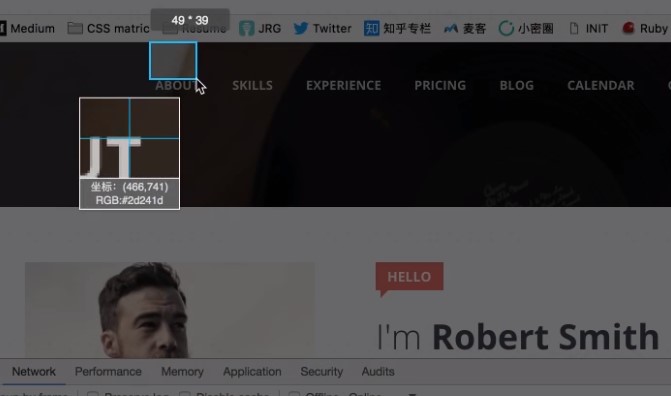 49 * 39
Medium CSS matric Resume JRG Twitter 知乎专栏 麦客 小密圈 INIT Ruby
ABOUT SKILLS EXPERIENCE PRICING BLOG CALENDAR
UT
坐标: (466,741)
RGB:#2d241d
HELLO
I'm Robert Smith
Network Performance Memory Application Security Audits